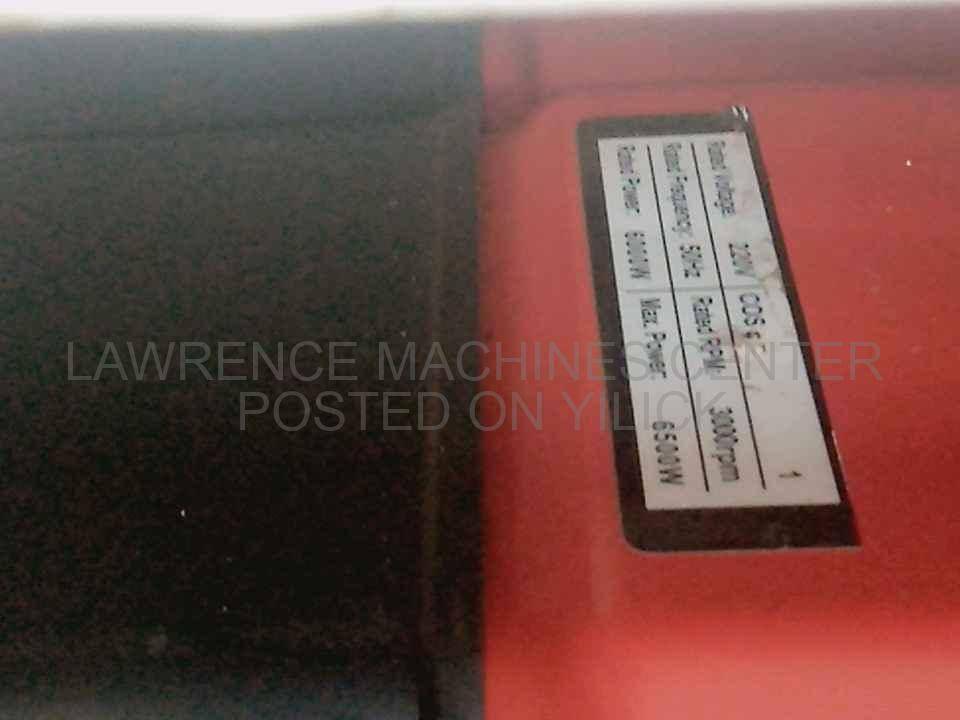 Rated Voltage 220V COS φ 1
Rated Frequency 50Hz Rated RPM 3000rpm
Rated Power 6000W Max. Power 6500W
LAWRENCE MACHINES CENTER
POSTED ON YILICK